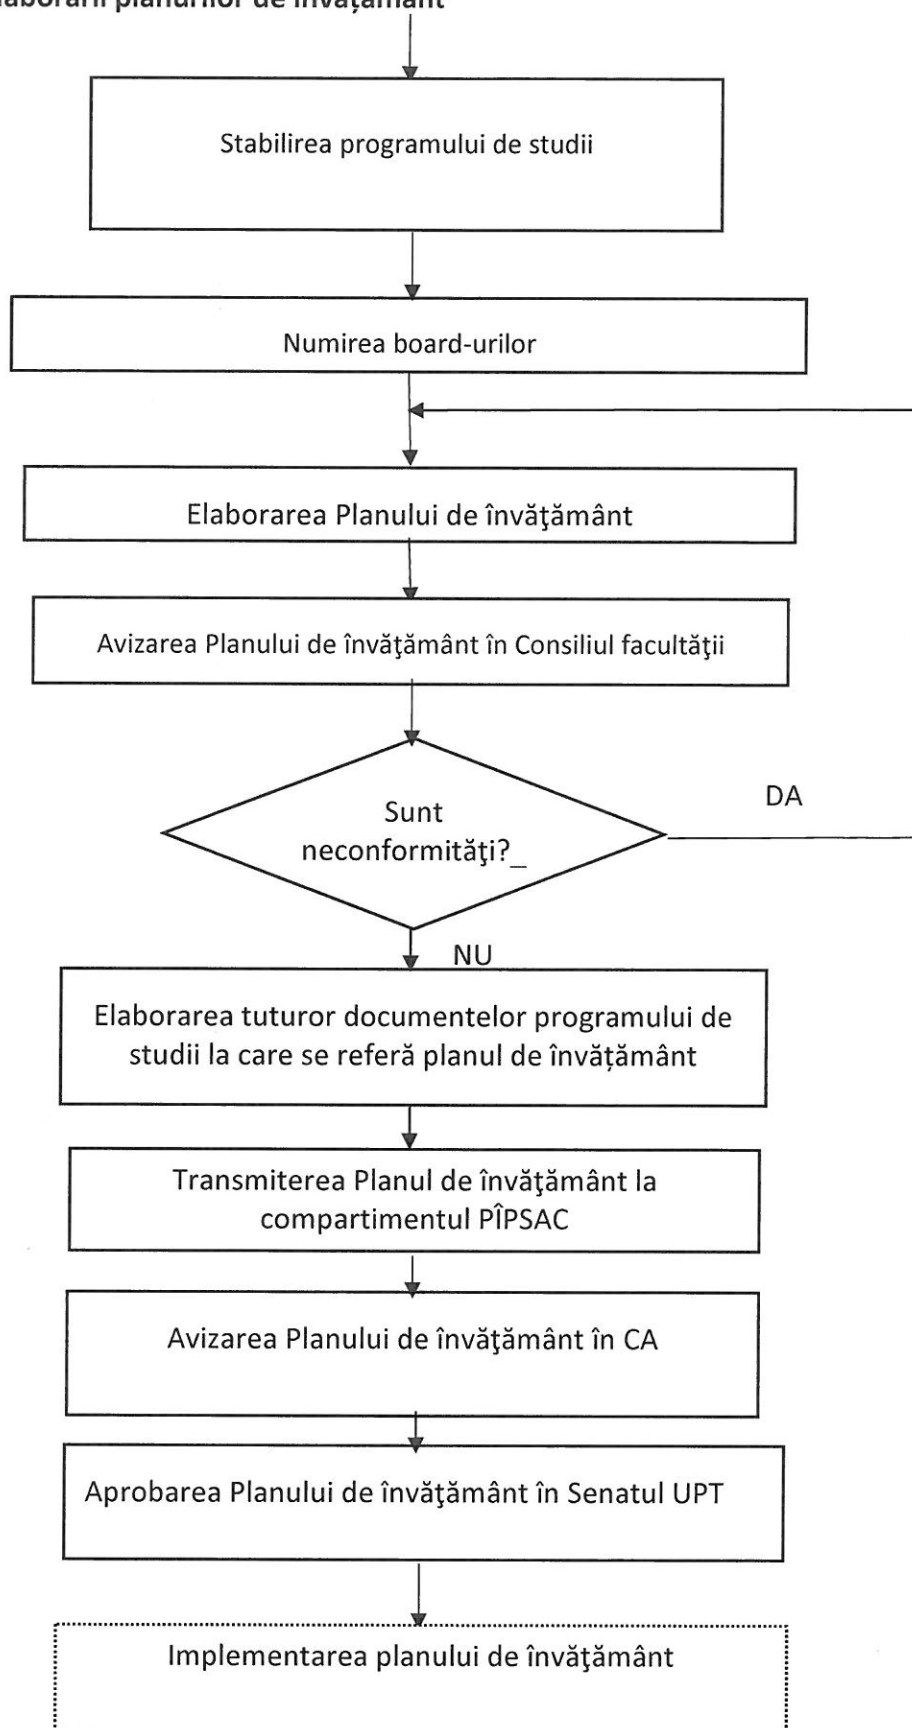 planurilor de învățământ
Stabilirea programului de studii
Numirea board-urilor
Elaborarea Planului de învăţământ
Avizarea Planului de învăţământ în Consiliul facultăţii
DA
Sunt
neconformităţi?_
NU
Elaborarea tuturor documentelor programului de
studii la care se referă planul de învățământ
Transmiterea Planul de învăţământ la
compartimentul PÎPSAC
Avizarea Planului de învăţământ în CA
Aprobarea Planului de învăţământ în Senatul UPT
Implementarea planului de învăţământ